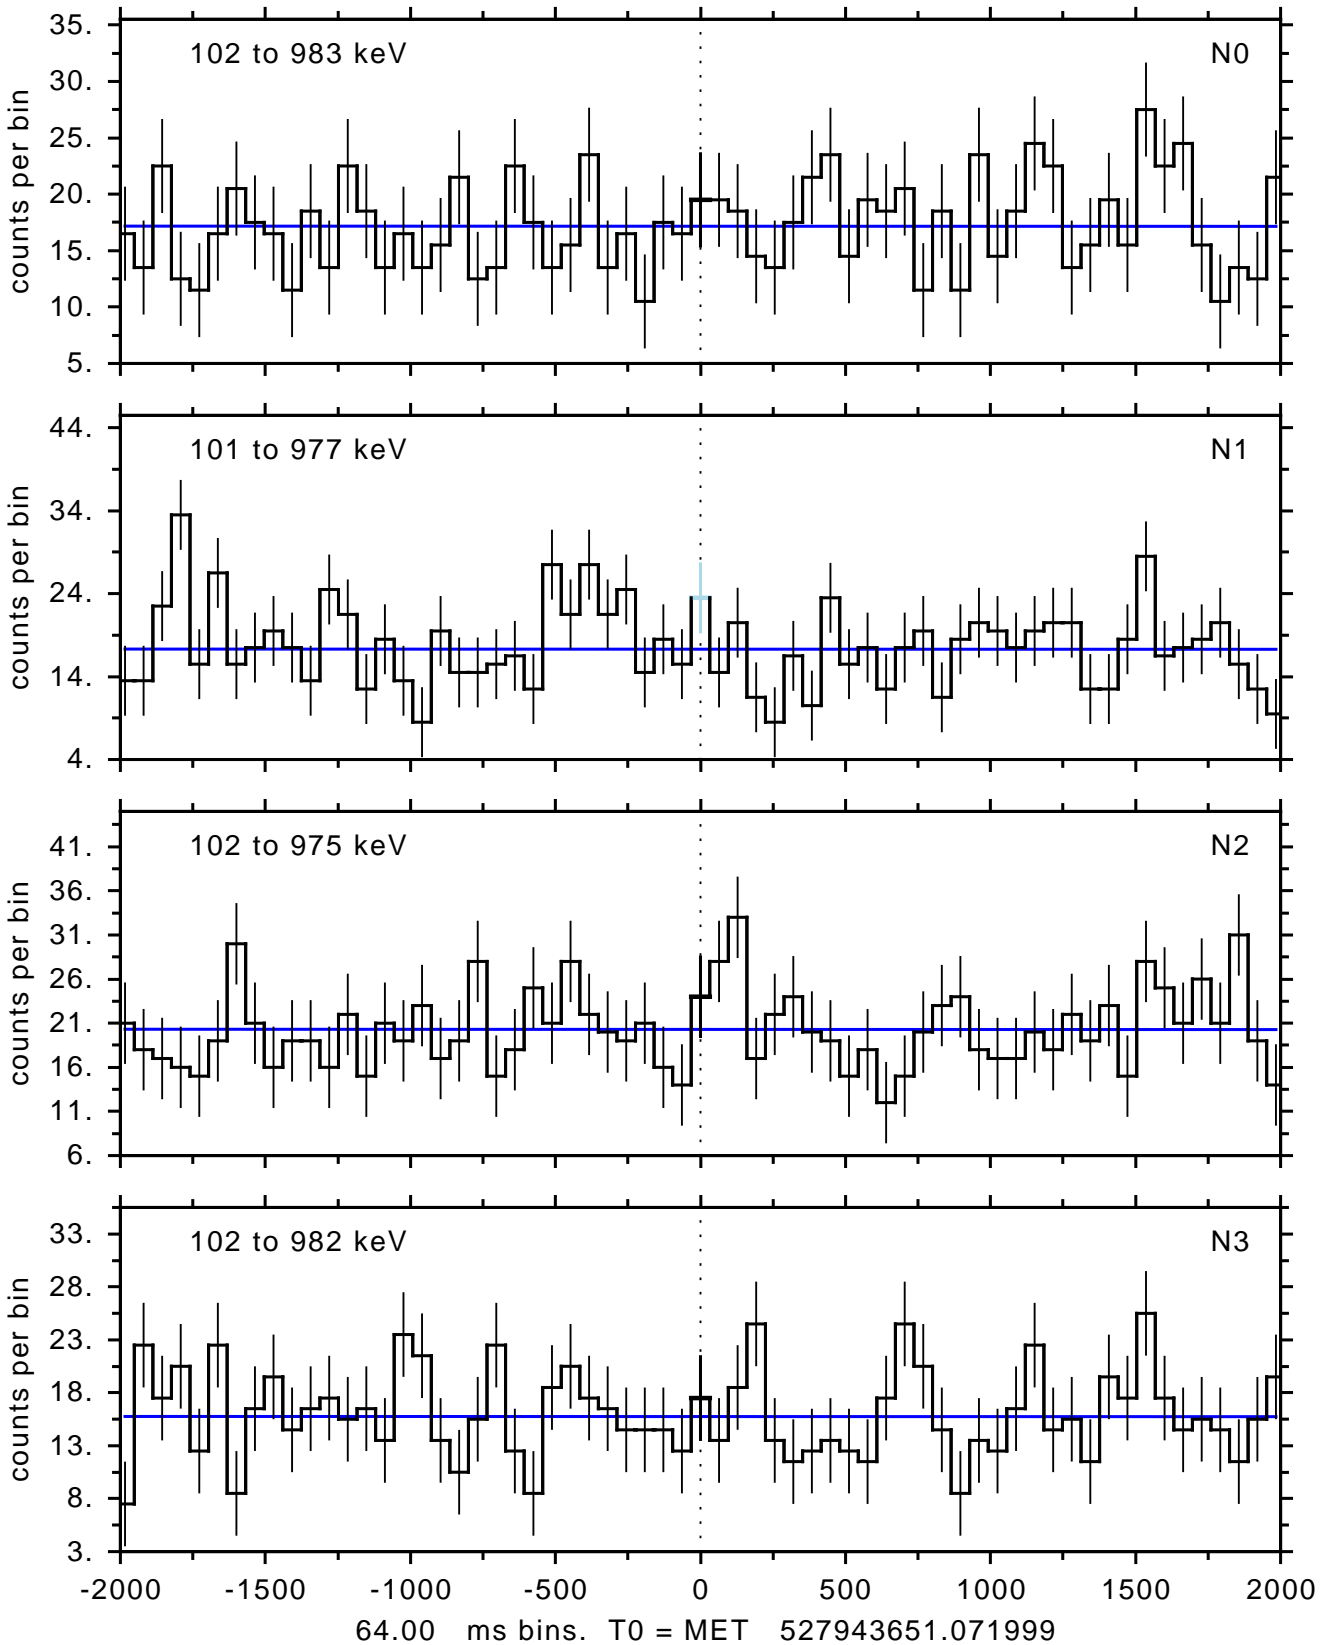 35.
102 to 983 keV N0
30.
25.
20.
15.
10.
5.
counts per bin
44.
101 to 977 keV N1
34.
24.
14.
4.
counts per bin
41.
102 to 975 keV N2
36.
31.
26.
21.
16.
11.
6.
counts per bin
33.
102 to 982 keV N3
28.
23.
18.
13.
8.
3.
counts per bin
-2000 -1500 -1000 -500 0 500 1000 1500 2000
64.00 ms bins. T0 = MET 527943651.071999